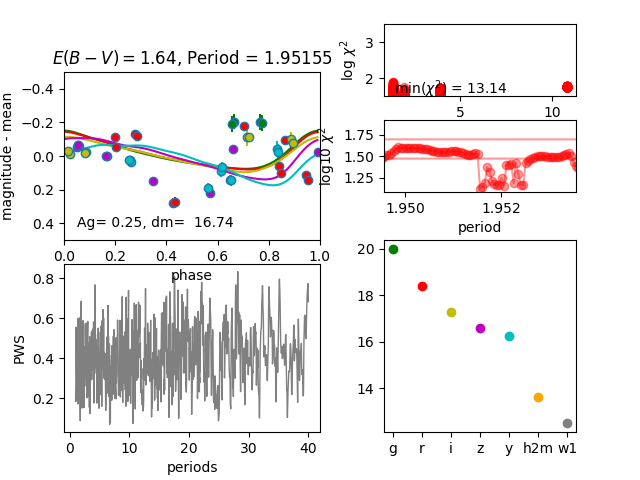 E(B − V) = 1.64, Period = 1.95155
magnitude - mean
−0.4
−0.2
0.0
0.2
0.4
Ag= 0.25, dm=  16.74
0.0 0.2 0.4 0.6 0.8 1.0
phase
log χ²
3
2
min(χ²) = 13.14
5 10
log10 χ²
1.75
1.50
1.25
1.950 1.952
period
PWS
0.8
0.6
0.4
0.2
0 10 20 30 40
periods
20
18
16
14
g r i z y h2m w1